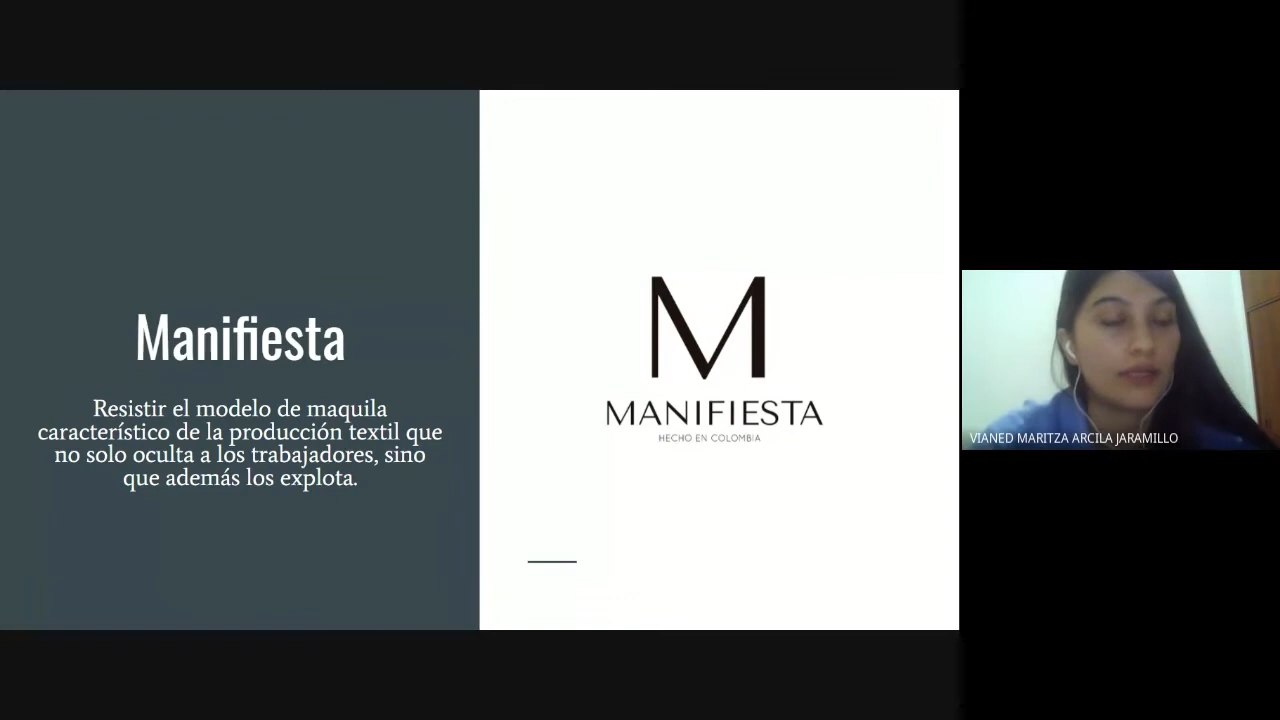 Manifiesta
Resistir el modelo de maquila
característico de la producción textil que
no solo oculta a los trabajadores, sino
que además los explota.
M
MANIFIESTA
HECHO EN COLOMBIA
VIANED MARITZA ARCILA JARAMILLO